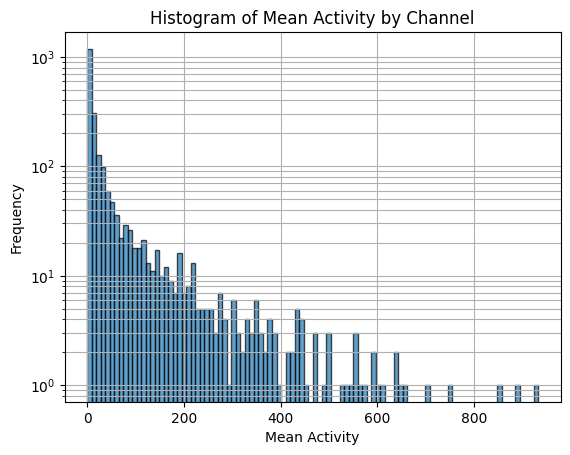 Histogram of Mean Activity by Channel
Frequency
10³
10²
10¹
10⁰
0 200 400 600 800
Mean Activity